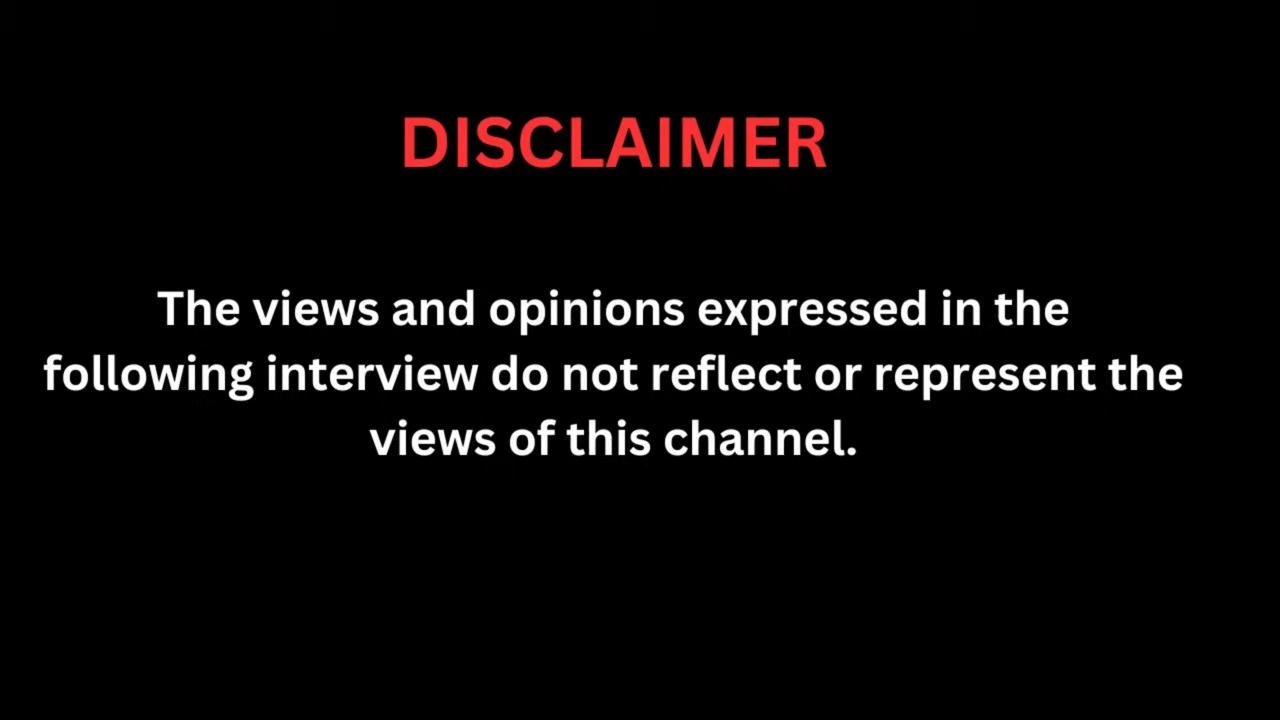 DISCLAIMER
The views and opinions expressed in the
following interview do not reflect or represent the
views of this channel.